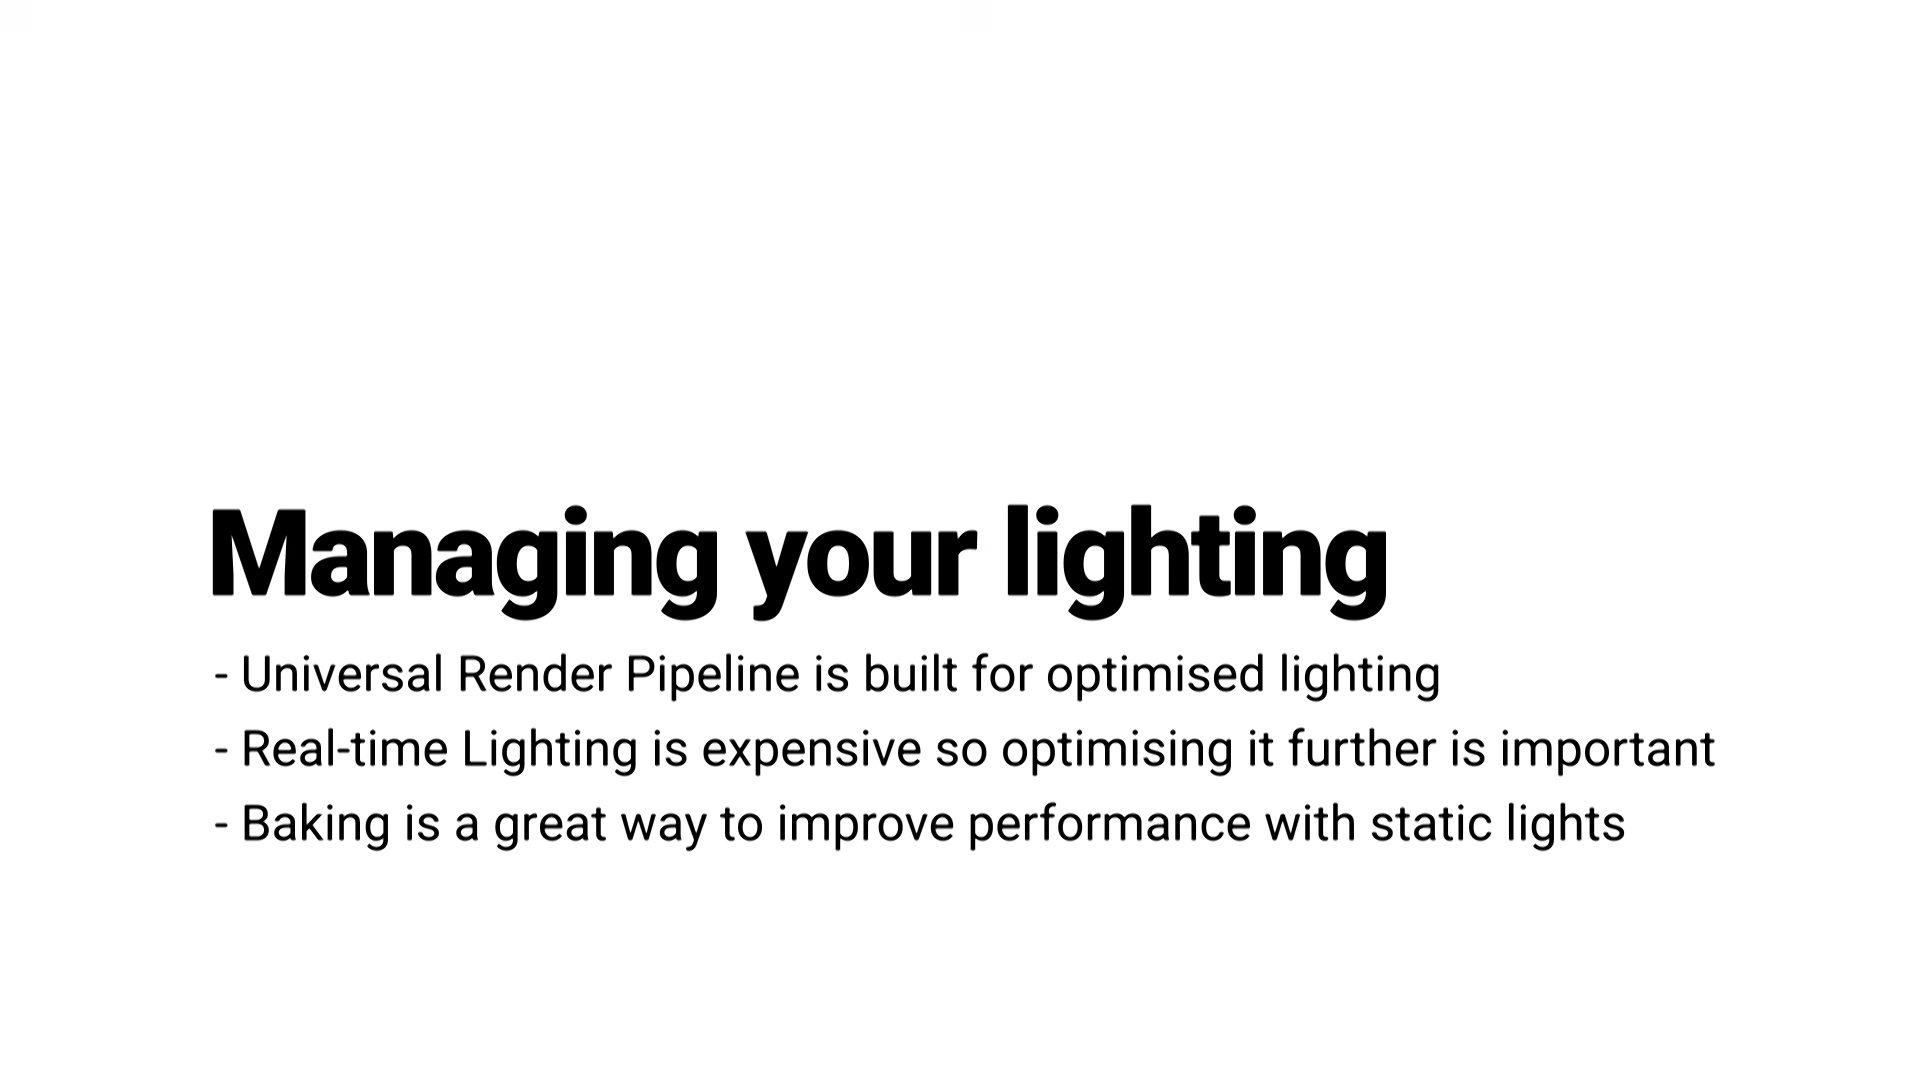 Managing your lighting
- Universal Render Pipeline is built for optimised lighting
- Real-time Lighting is expensive so optimising it further is important
- Baking is a great way to improve performance with static lights